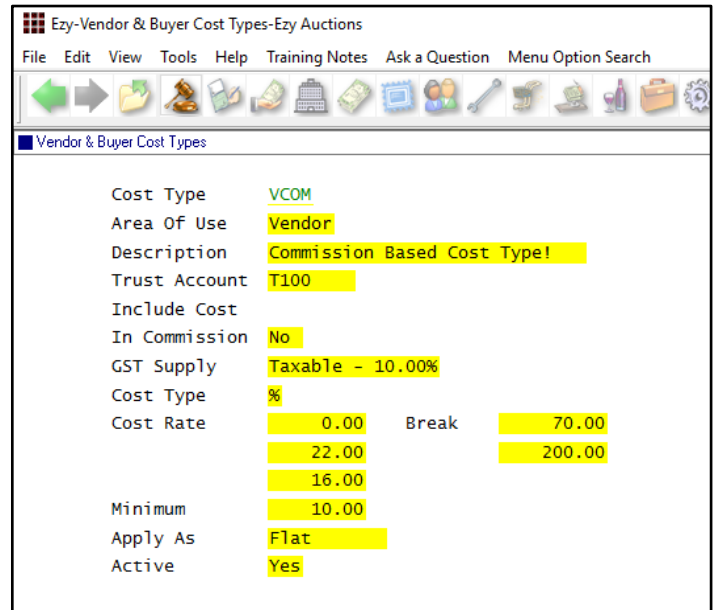 Ezy-Vendor & Buyer Cost Types-Ezy Auctions
File Edit View Tools Help Training Notes Ask a Question Menu Option Search
Vendor & Buyer Cost Types
Cost Type VCOM
Area Of Use Vendor
Description Commission Based Cost Type!
Trust Account T100
Include Cost
In Commission No
GST Supply Taxable - 10.00%
Cost Type %
Cost Rate 0.00 Break 70.00
22.00 200.00
16.00
Minimum 10.00
Apply As Flat
Active Yes